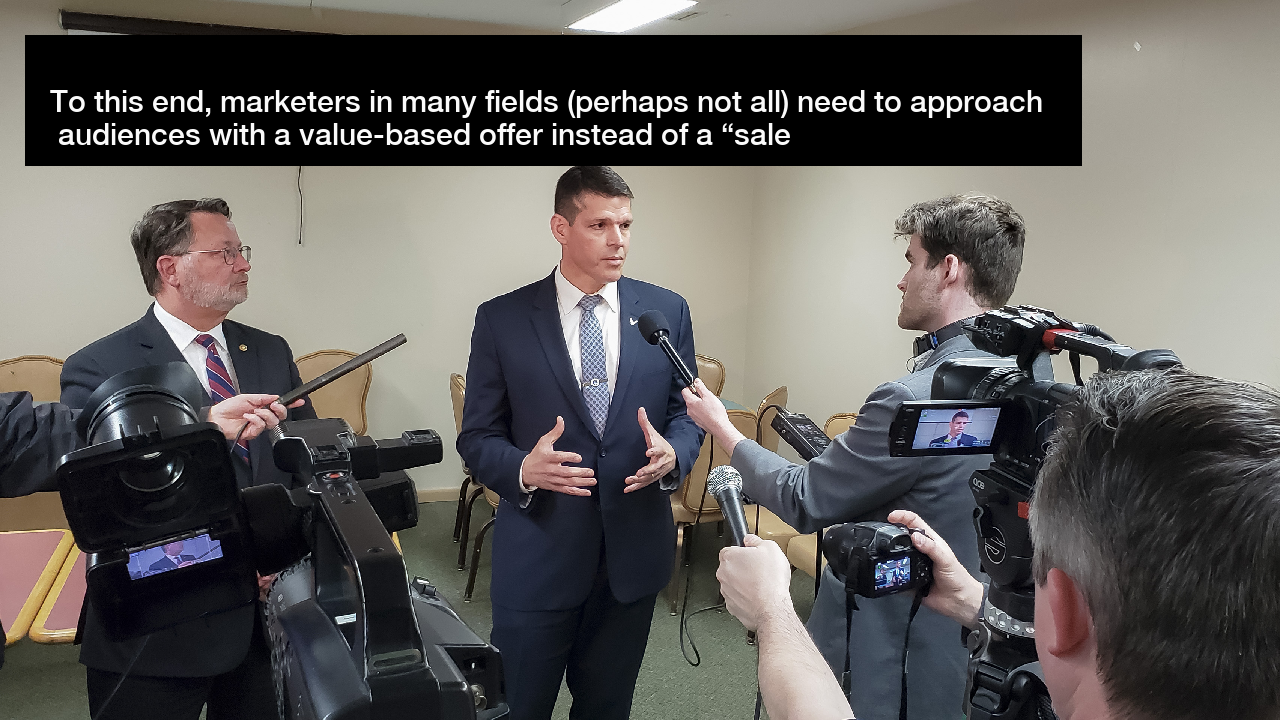 To this end, marketers in many fields (perhaps not all) need to approach
audiences with a value-based offer instead of a “sale